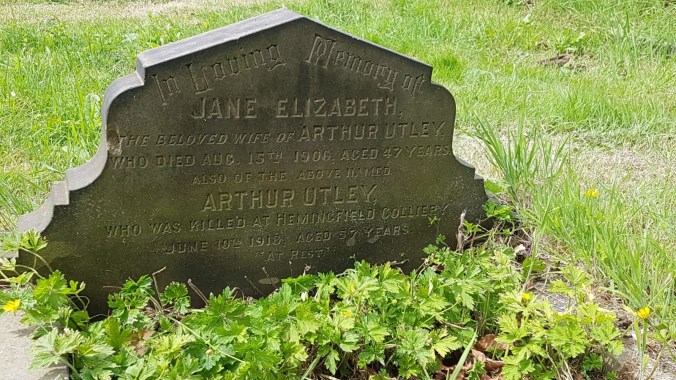 In Loving Memory of
JANE ELIZABETH,
THE BELOVED WIFE OF ARTHUR UTLEY,
WHO DIED AUG. 15TH 1906, AGED 47 YEARS.
ALSO OF THE ABOVE NAMED
ARTHUR UTLEY,
WHO WAS KILLED AT HEMINGFIELD COLLIERY
JUNE 10TH 1915, AGED 57 YEARS.
"AT REST"